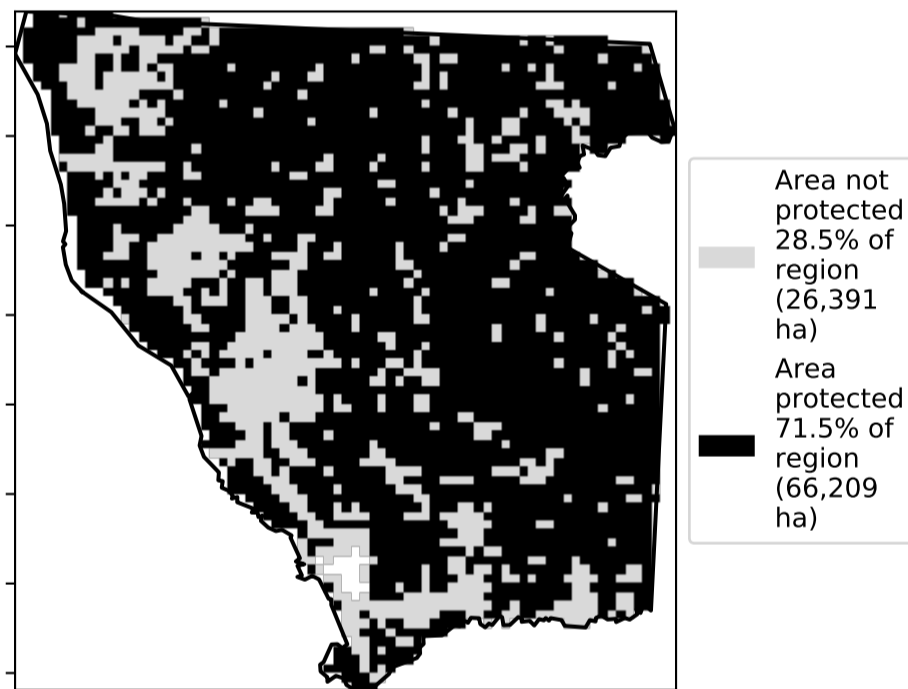 Area not
protected
28.5% of
region
(26,391
ha)
Area
protected
71.5% of
region
(66,209
ha)